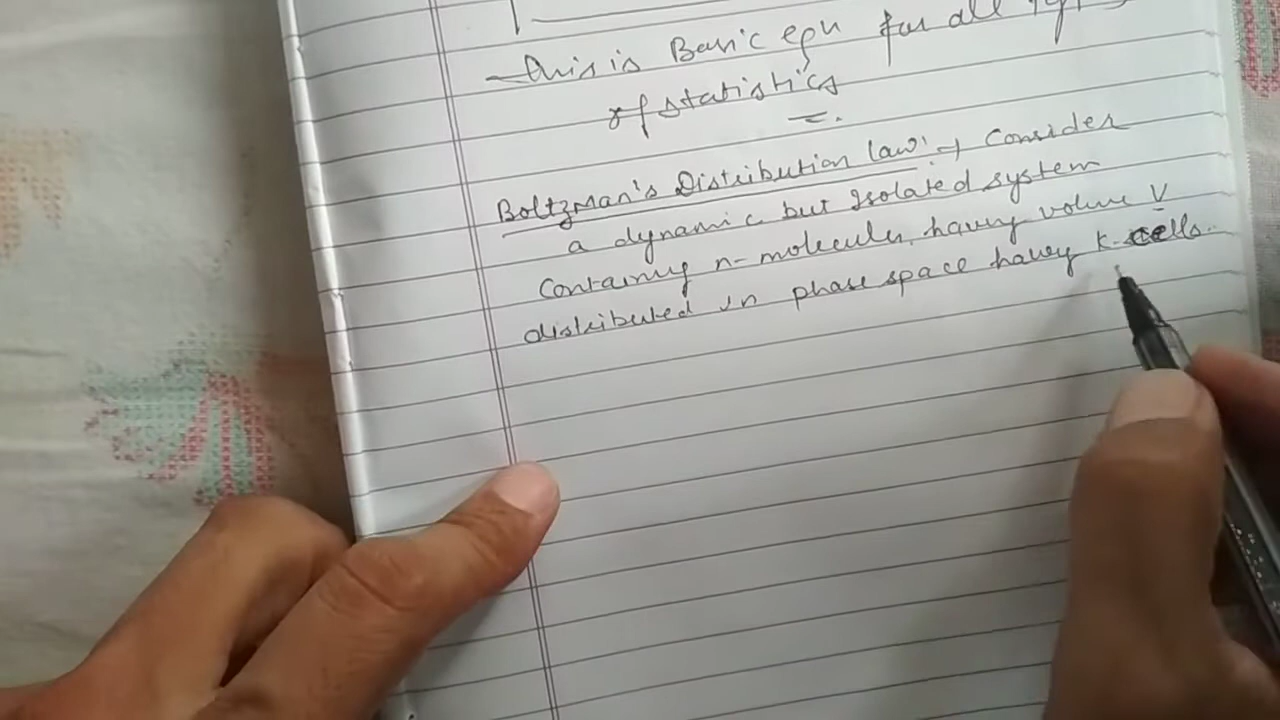 this is Basic eqn for all
of statistics
Boltzman's Distribution law:→ Consider
a dynamic but Isolated system
Containing n-molecules, having volume V
distributed in phase space having k-cells.